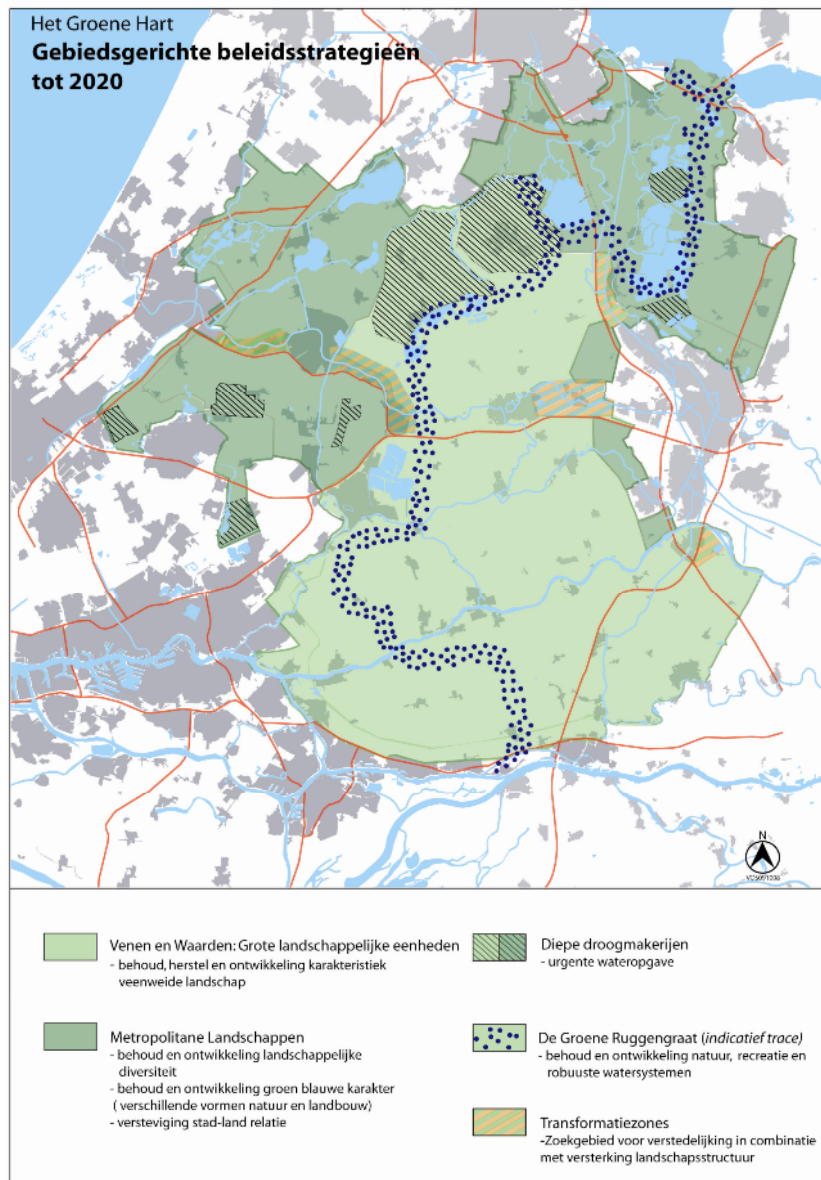 Het Groene Hart
Gebiedsgerichte beleidsstrategieën
tot 2020
N
Venen en Waarden: Grote landschappelijke eenheden
- behoud, herstel en ontwikkeling karakteristiek
veenweide landschap
Metropolitane Landschappen
- behoud en ontwikkeling landschappelijke
diversiteit
- behoud en ontwikkeling groen blauwe karakter
( verschillende vormen natuur en landbouw)
- versteviging stad-land relatie
Diepe droogmakerijen
- urgente wateropgave
De Groene Ruggengraat (indicatief trace)
- behoud en ontwikkeling natuur, recreatie en
robuuste watersystemen
Transformatiezones
-Zoekgebied voor verstedelijking in combinatie
met versterking landschapsstructuur